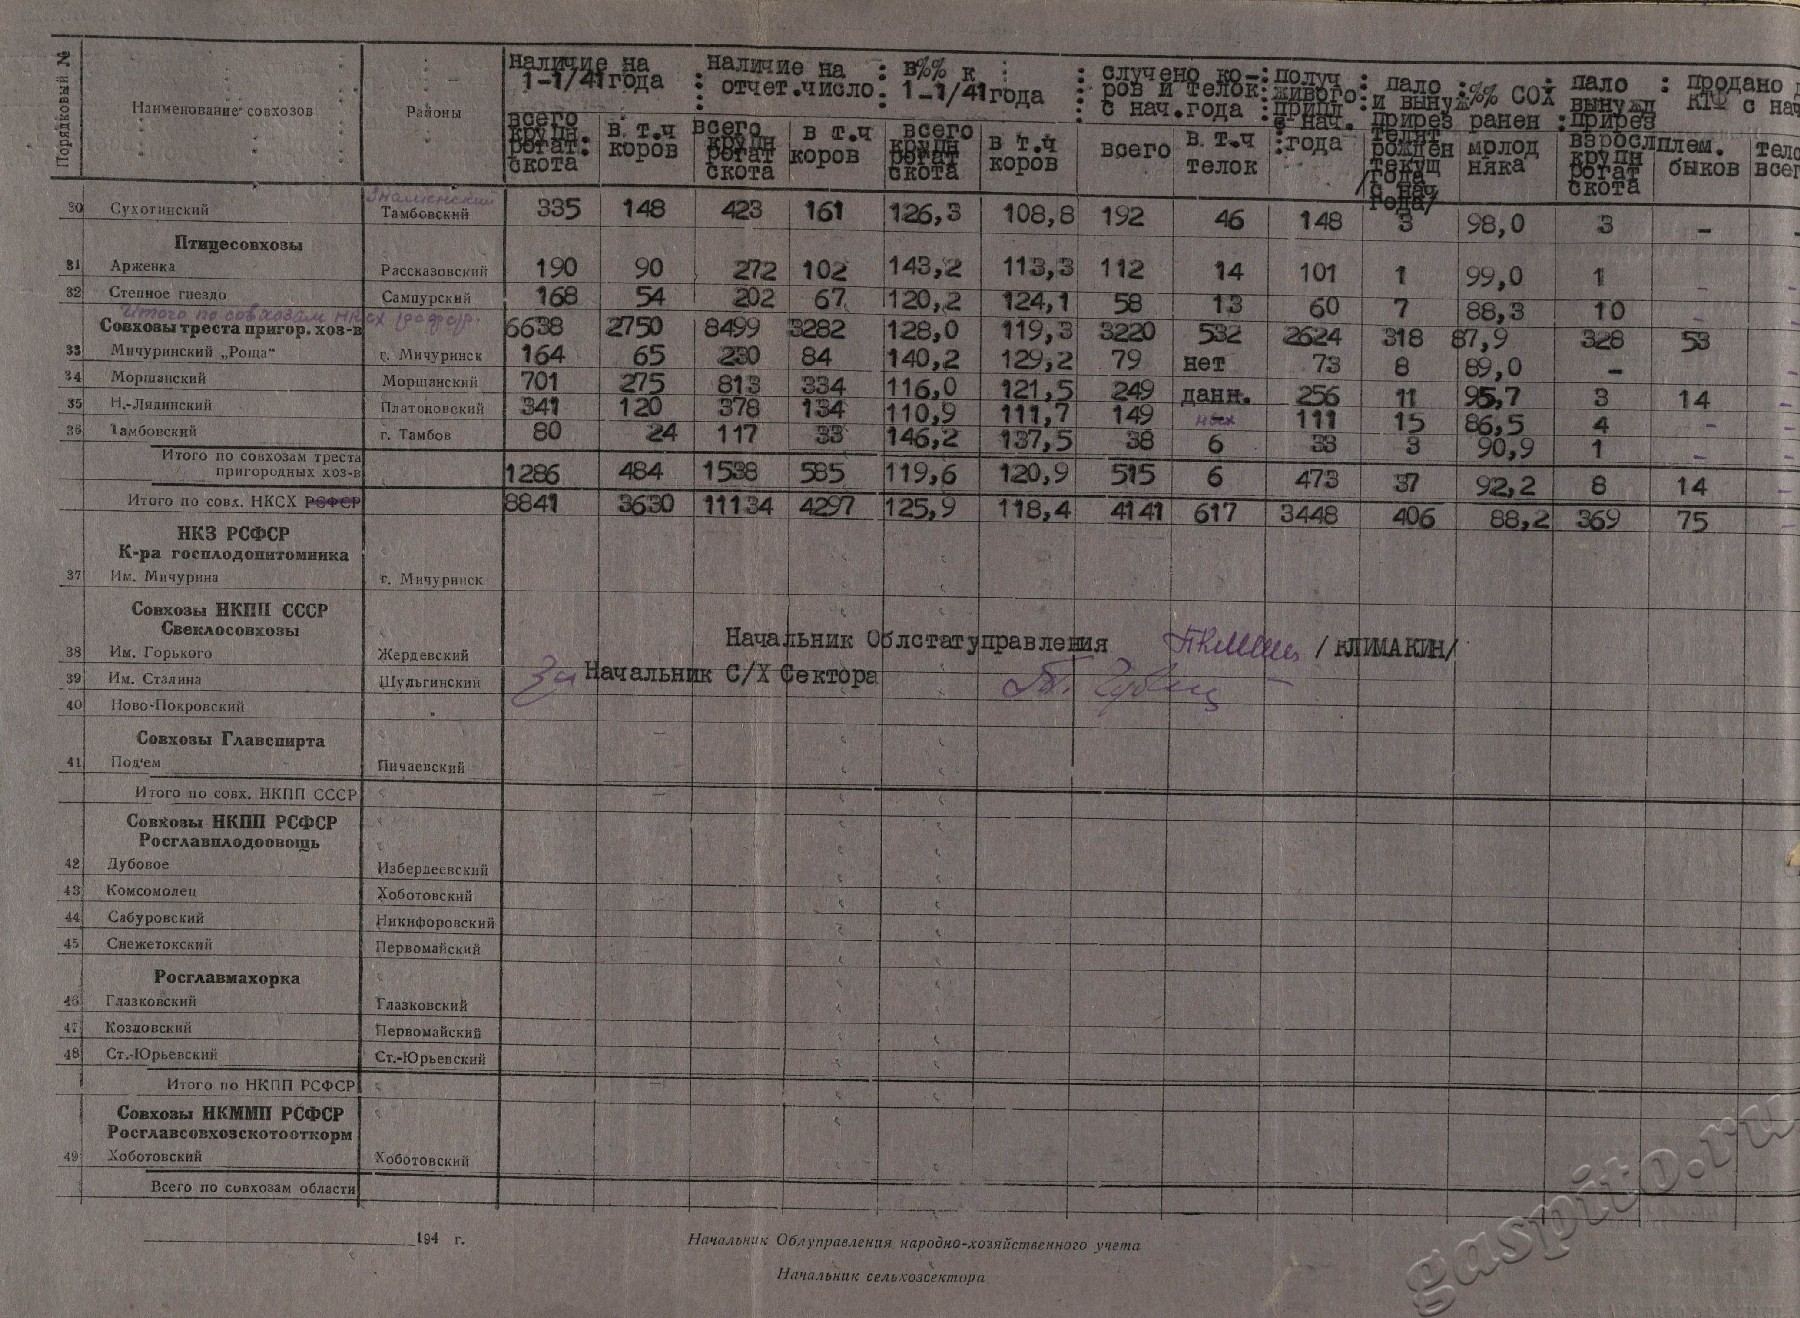 Порядковый №
Наименование совхозов
Районы
наличие на 1-1/41 года
: наличие на : отчет.число
: в%% к : 1-1/41 года
: случено ко-: ров и телок: с нач.года
получ живого: припл с нач. :года
: пало : и вынуж прирез телят рожден текущ /года с нач года/
:%% СОХ ранен молод няка
: пало вынужд :прирез взросл крупн рогат скота
: продано КТФ с нач
всего крупн. рогат: скота
в т.ч коров
всего крупн рогат скота
в т.ч коров
всего крупн рогат скота
в т.ч коров
всего
в т.ч телок
плем. быков
всег
30 Сухотинский Знаменский Тамбовский 335 148 423 161 126,3 108,8 192 46 148 3 98,0 3 –
Птицесовхозы
31 Арженка Рассказовский 190 90 272 102 143,2 113,3 112 14 101 1 99,0 1 –
32 Степное гнездо Сампурский 168 54 202 67 120,2 124,1 58 13 60 7 88,3 10 –
Итого по совхозам НКСХ РСФСР.
Совхозы треста пригор. хоз-в 6638 2750 8499 3282 128,0 119,3 3220 532 2624 318 87,9 328 53
33 Мичуринский „Роща“ г. Мичуринск 164 65 230 84 140,2 129,2 79 нет 73 8 89,0 –
34 Моршанский Моршанский 701 275 813 334 116,0 121,5 249 данн. 256 11 95,7 3 14
35 Н.-Лядинский Платоновский 341 120 378 134 110,9 111,7 149 111 15 86,5 4 –
36 Тамбовский г. Тамбов 80 24 117 33 146,2 137,5 38 6 33 3 90,9 1 –
Итого по совхозам треста
пригородных хоз-в 1286 484 1538 585 119,6 120,9 515 6 473 37 92,2 8 14
Итого по совх. НКСХ РСФСР 8841 3630 11134 4297 125,9 118,4 4141 617 3448 406 88,2 369 75
НКЗ РСФСР
К-ра госплодопитомника
37 Им. Мичурина г. Мичуринск
Совхозы НКПП СССР
Свеклосовхозы
Начальник Облстатуправления /КЛИМАКИН/
38 Им. Горького Жердевский
За Начальник С/Х Сектора
39 Им. Сталина Шульгинский
40 Ново-Покровский
Совхозы Главспирта
41 Под'ем Пичаевский
Итого по совх. НКПП СССР
Совхозы НКПП РСФСР
Росглавплодоовощь
42 Дубовое Избердеевский
43 Комсомолец Хоботовский
44 Сабуровский Никифоровский
45 Снежетокский Первомайский
Росглавмахорка
46 Глазковский Глазковский
47 Козловский Первомайский
48 Ст.-Юрьевский Ст.-Юрьевский
Итого по НКПП РСФСР
Совхозы НКММП РСФСР
Росглавсовхозскотооткорм
49 Хоботовский Хоботовский
Всего по совхозам области
194 г.
Начальник Облуправления народно-хозяйственного учета
Начальник сельхозсектора
gaspito.ru